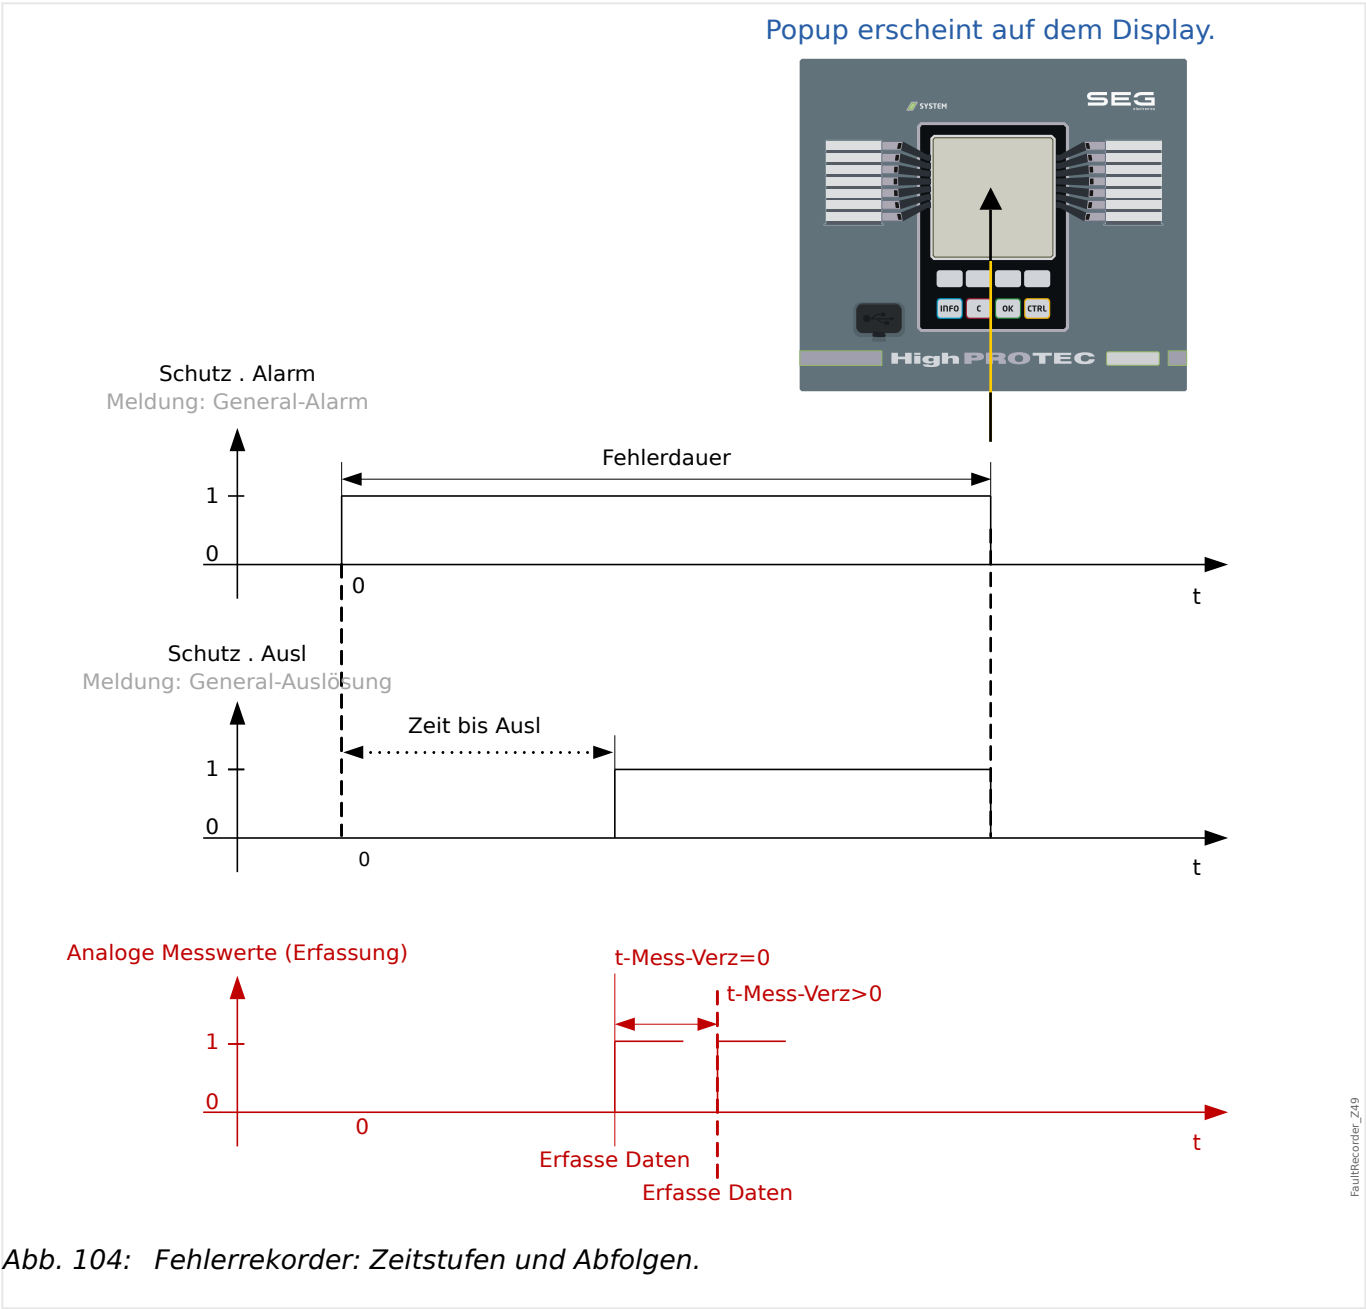 Popup erscheint auf dem Display.
SYSTEM
SEG
INFO
C
OK
CTRL
HighPROTEC
Schutz . Alarm
Meldung: General-Alarm
Fehlerdauer
1
0
0
t
Schutz . Ausl
Meldung: General-Auslösung
Zeit bis Ausl
1
0
0
t
Analoge Messwerte (Erfassung)
t-Mess-Verz=0
t-Mess-Verz>0
1
0
0
t
Erfasse Daten
Erfasse Daten
FaultRecorder_Z49
Abb. 104: Fehlerrekorder: Zeitstufen und Abfolgen.